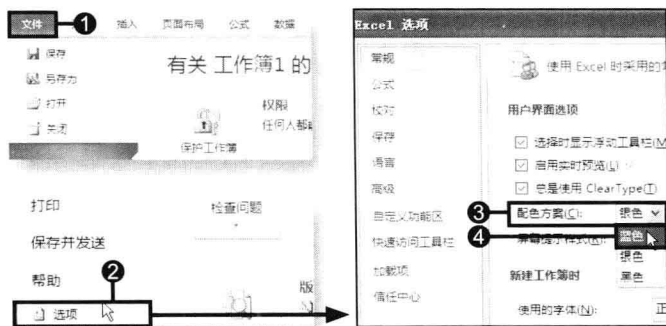 文件 1 插入 页面布局 公式 数据
保存
另存为
打开
关闭
有关 工作簿1 的
权限
任何人都
保护工作簿
打印
保存并发送
帮助
2
选项
检查问题
版
Excel 选项
常规
公式
校对
保存
语言
高级
自定义功能区
快速访问工具栏
加载项
信任中心
使用 Excel 时采用的常
用户界面选项
选择时显示浮动工具栏(M
启用实时预览(L)
总是使用 ClearType(T)
3 配色方案(C): 银色
4 屏幕提示样式(R): 蓝色
银色
黑色
新建工作簿时
使用的字体(N): 正